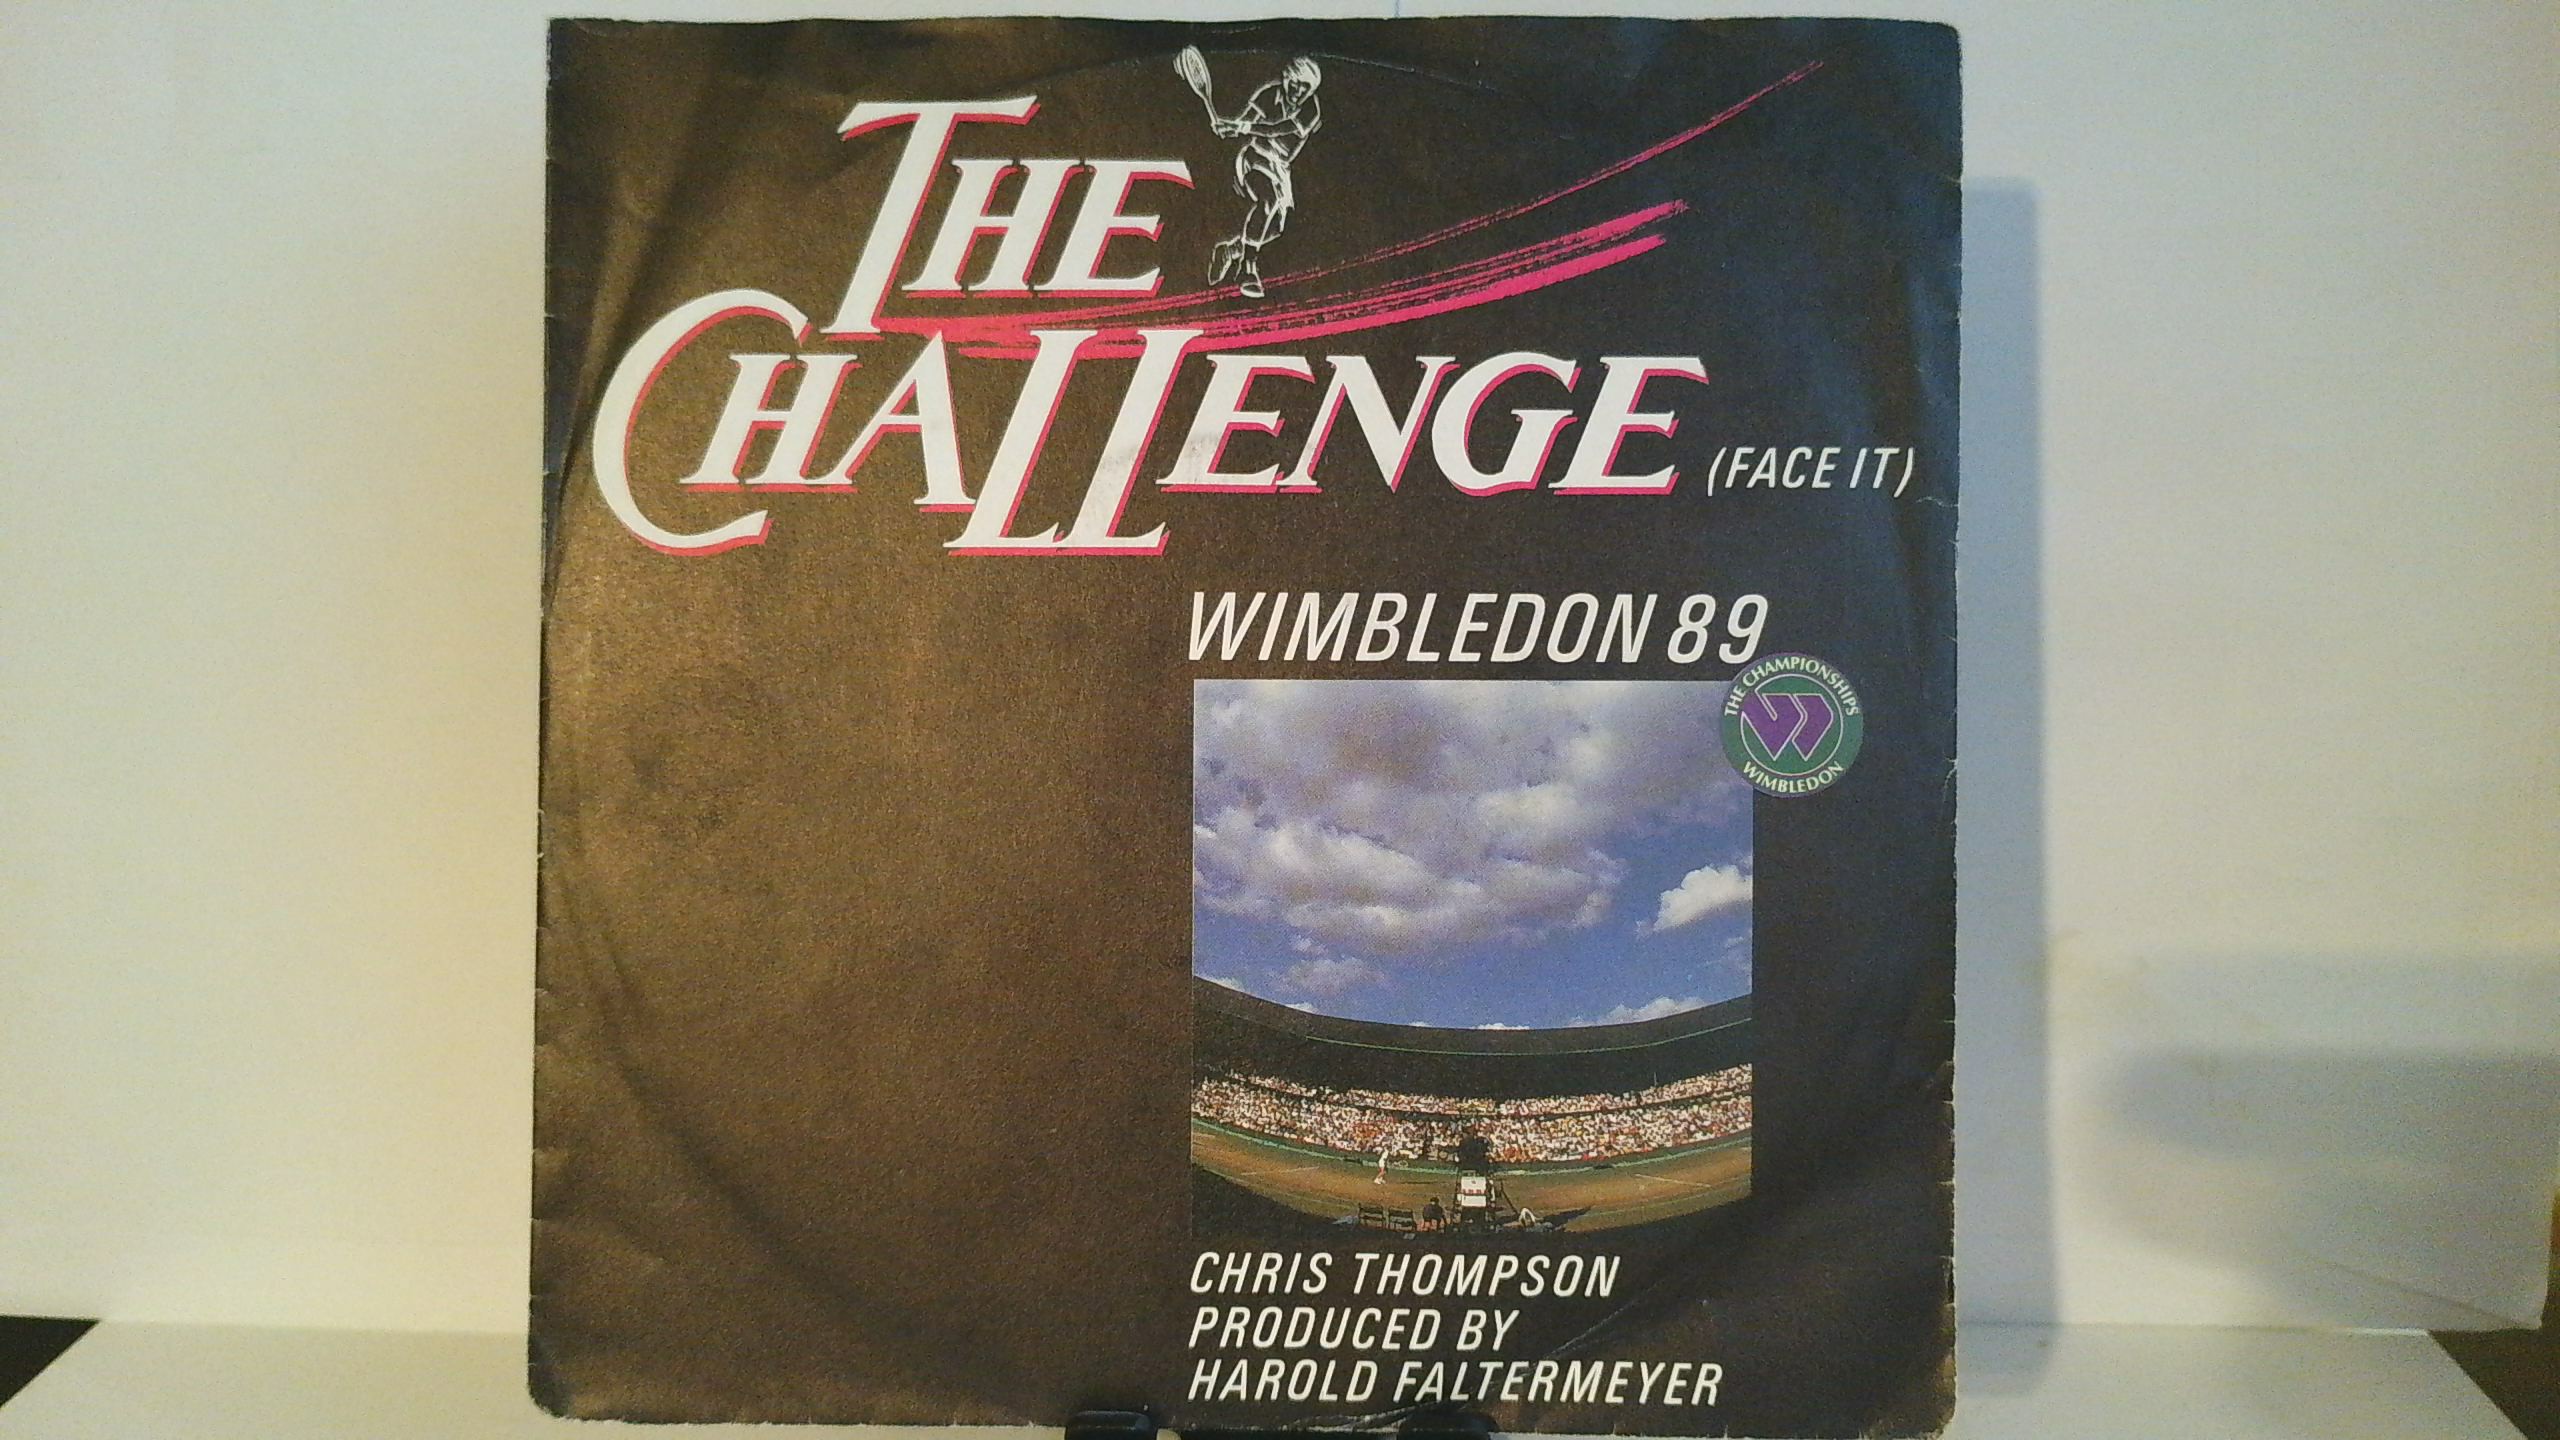 THE
CHALLENGE (FACE IT)
WIMBLEDON 89
THE CHAMPIONSHIPS
WIMBLEDON
CHRIS THOMPSON
PRODUCED BY
HAROLD FALTERMEYER